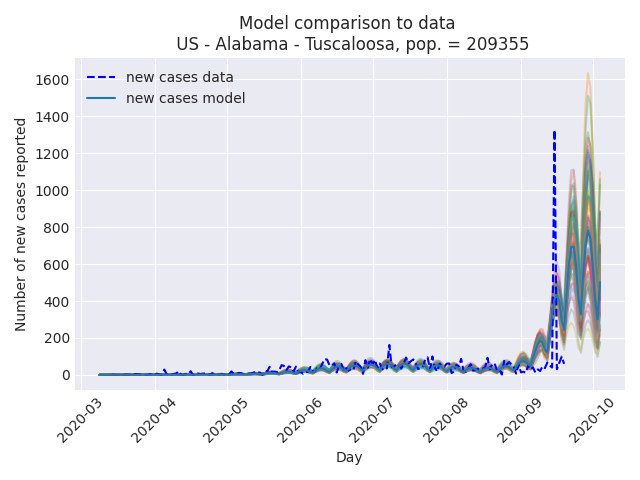 Model comparison to data
US - Alabama - Tuscaloosa, pop. = 209355
new cases data
new cases model
Number of new cases reported
1600
1400
1200
1000
800
600
400
200
0
2020-03
2020-04
2020-05
2020-06
2020-07
2020-08
2020-09
2020-10
Day